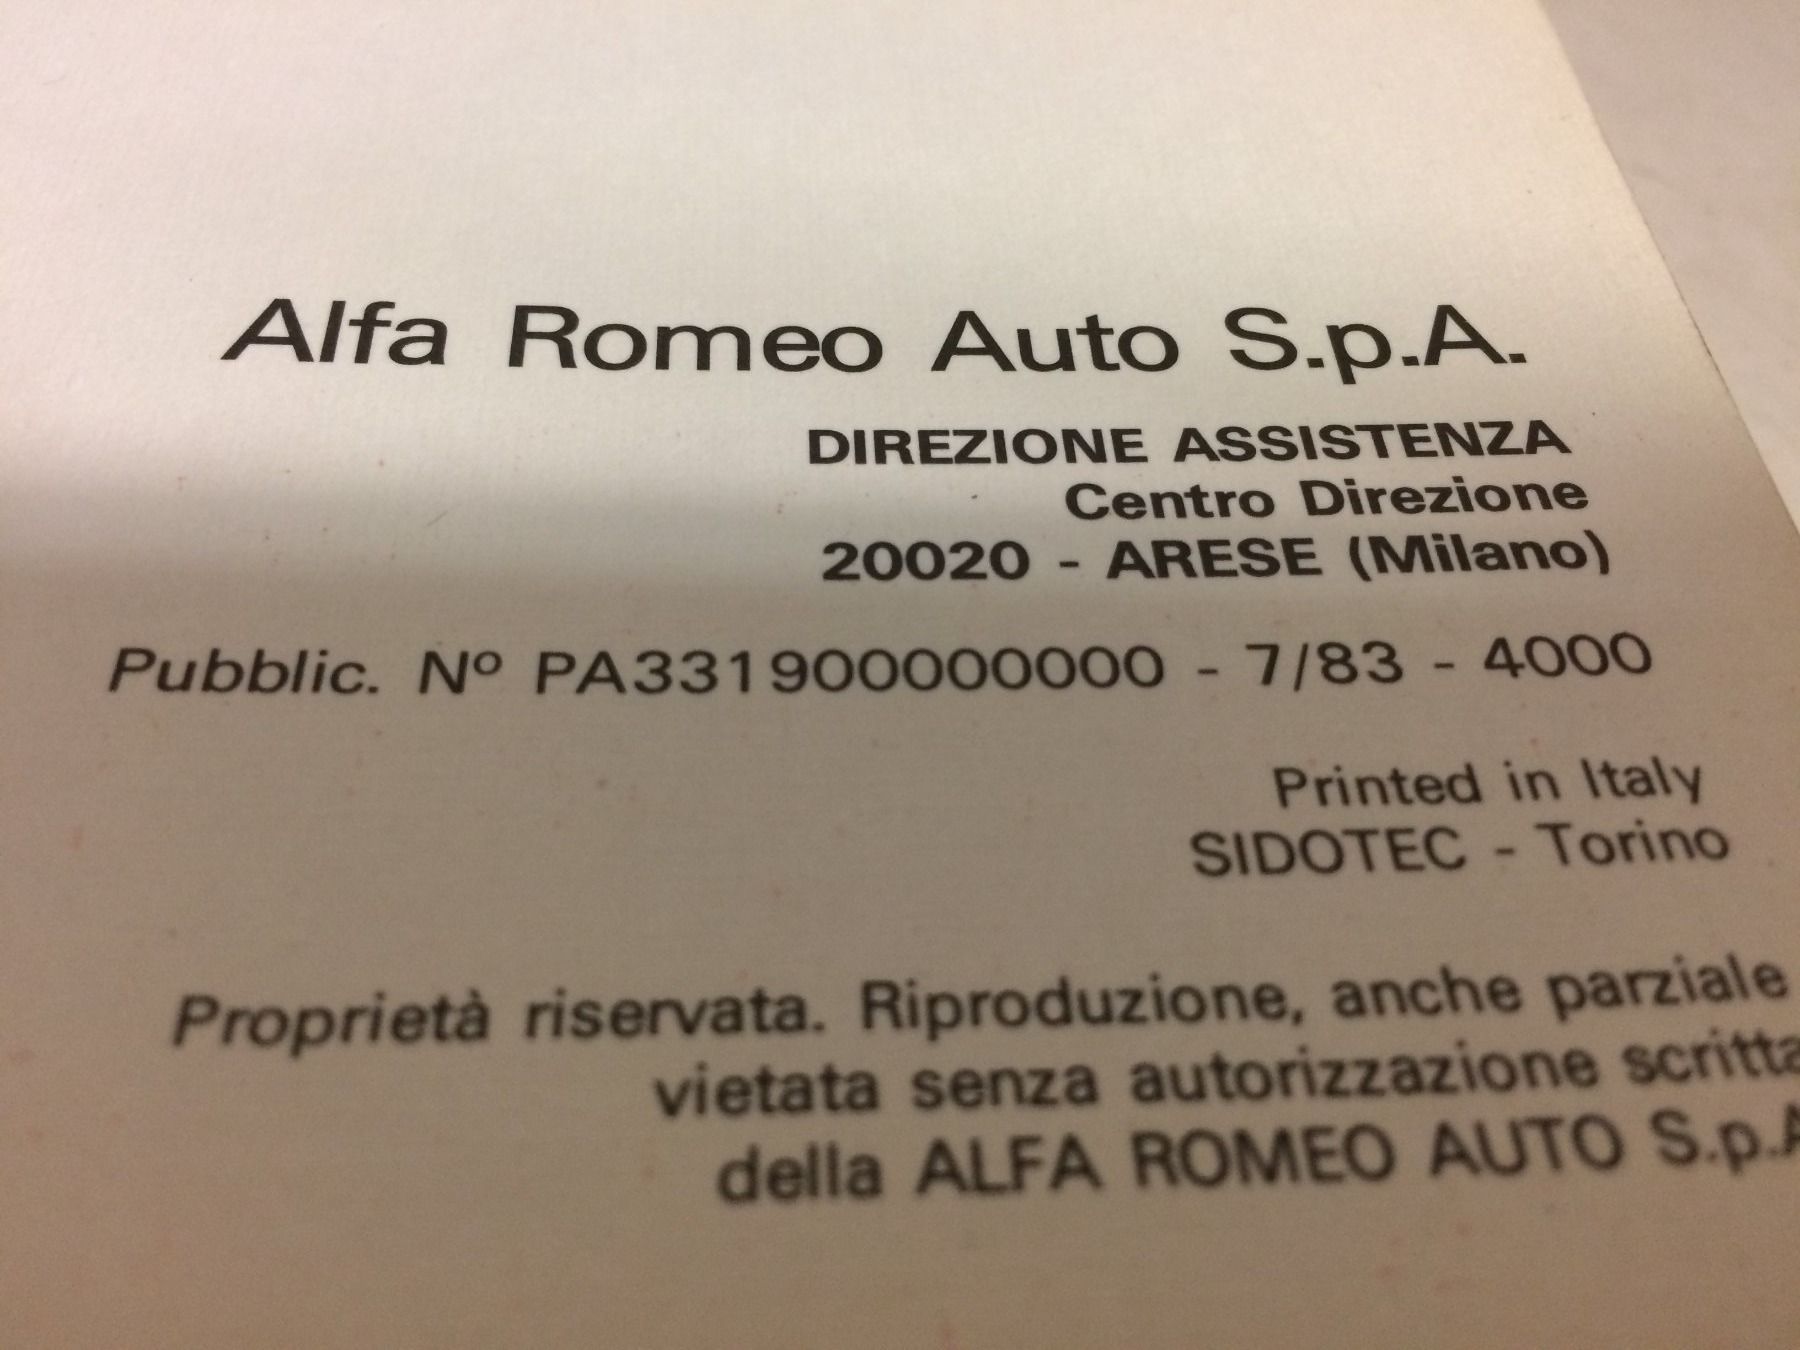 Alfa Romeo Auto S.p.A.
DIREZIONE ASSISTENZA
Centro Direzione
20020 - ARESE (Milano)
Pubblic. Nº PA331900000000 - 7/83 - 4000
Printed in Italy
SIDOTEC - Torino
Proprietà riservata. Riproduzione, anche parziale
vietata senza autorizzazione scritta
della ALFA ROMEO AUTO S.p.A